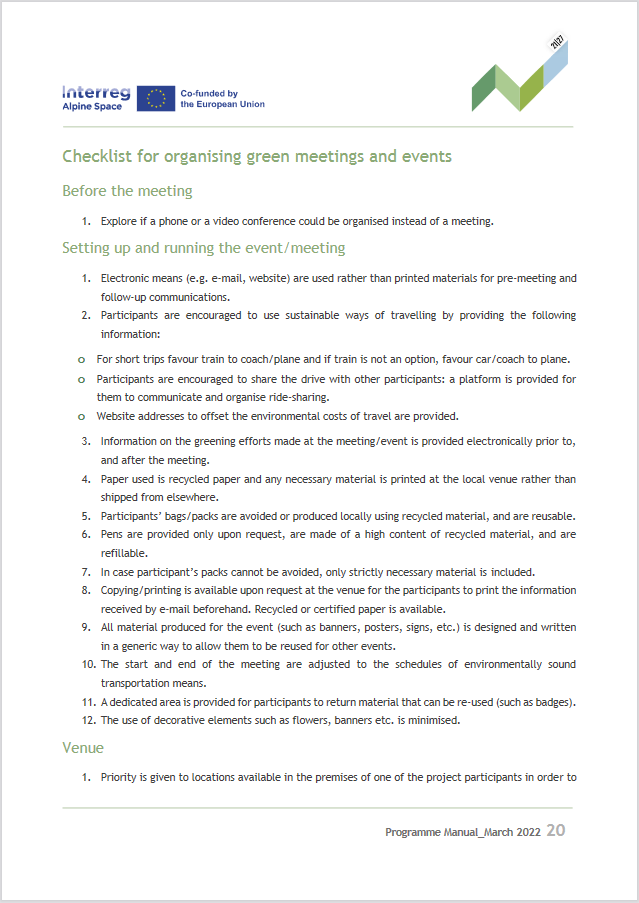 21|27
Interreg
Alpine Space
Co-funded by
the European Union
Checklist for organising green meetings and events
Before the meeting
1. Explore if a phone or a video conference could be organised instead of a meeting.
Setting up and running the event/meeting
1. Electronic means (e.g. e-mail, website) are used rather than printed materials for pre-meeting and
follow-up communications.
2. Participants are encouraged to use sustainable ways of travelling by providing the following
information:
o For short trips favour train to coach/plane and if train is not an option, favour car/coach to plane.
o Participants are encouraged to share the drive with other participants: a platform is provided for
them to communicate and organise ride-sharing.
o Website addresses to offset the environmental costs of travel are provided.
3. Information on the greening efforts made at the meeting/event is provided electronically prior to,
and after the meeting.
4. Paper used is recycled paper and any necessary material is printed at the local venue rather than
shipped from elsewhere.
5. Participants’ bags/packs are avoided or produced locally using recycled material, and are reusable.
6. Pens are provided only upon request, are made of a high content of recycled material, and are
refillable.
7. In case participant’s packs cannot be avoided, only strictly necessary material is included.
8. Copying/printing is available upon request at the venue for the participants to print the information
received by e-mail beforehand. Recycled or certified paper is available.
9. All material produced for the event (such as banners, posters, signs, etc.) is designed and written
in a generic way to allow them to be reused for other events.
10. The start and end of the meeting are adjusted to the schedules of environmentally sound
transportation means.
11. A dedicated area is provided for participants to return material that can be re-used (such as badges).
12. The use of decorative elements such as flowers, banners etc. is minimised.
Venue
1. Priority is given to locations available in the premises of one of the project participants in order to
Programme Manual_March 2022 20